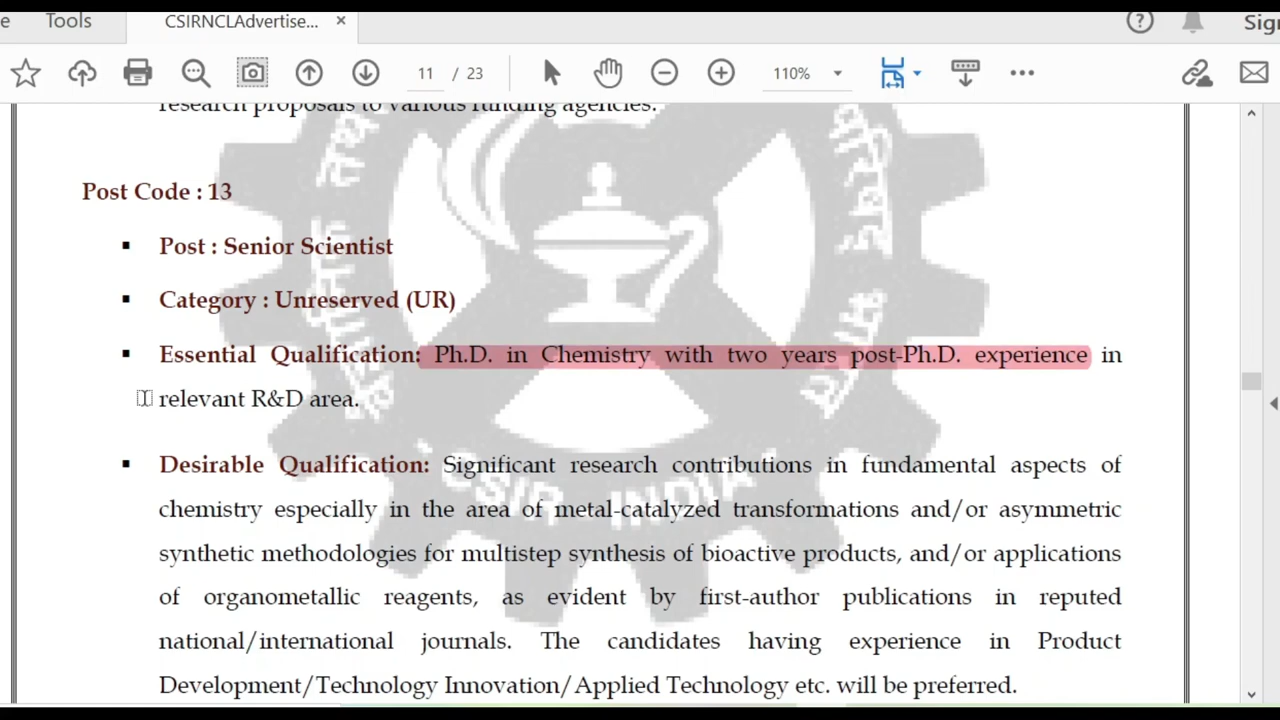 e Tools CSIRNCLAdvertise... × Sign
11 / 23 110%
research proposals to various funding agencies.
Post Code : 13
▪ Post : Senior Scientist
▪ Category : Unreserved (UR)
▪ Essential Qualification: Ph.D. in Chemistry with two years post-Ph.D. experience in
relevant R&D area.
▪ Desirable Qualification: Significant research contributions in fundamental aspects of
chemistry especially in the area of metal-catalyzed transformations and/or asymmetric
synthetic methodologies for multistep synthesis of bioactive products, and/or applications
of organometallic reagents, as evident by first-author publications in reputed
national/international journals. The candidates having experience in Product
Development/Technology Innovation/Applied Technology etc. will be preferred.
CSIR - INDIA